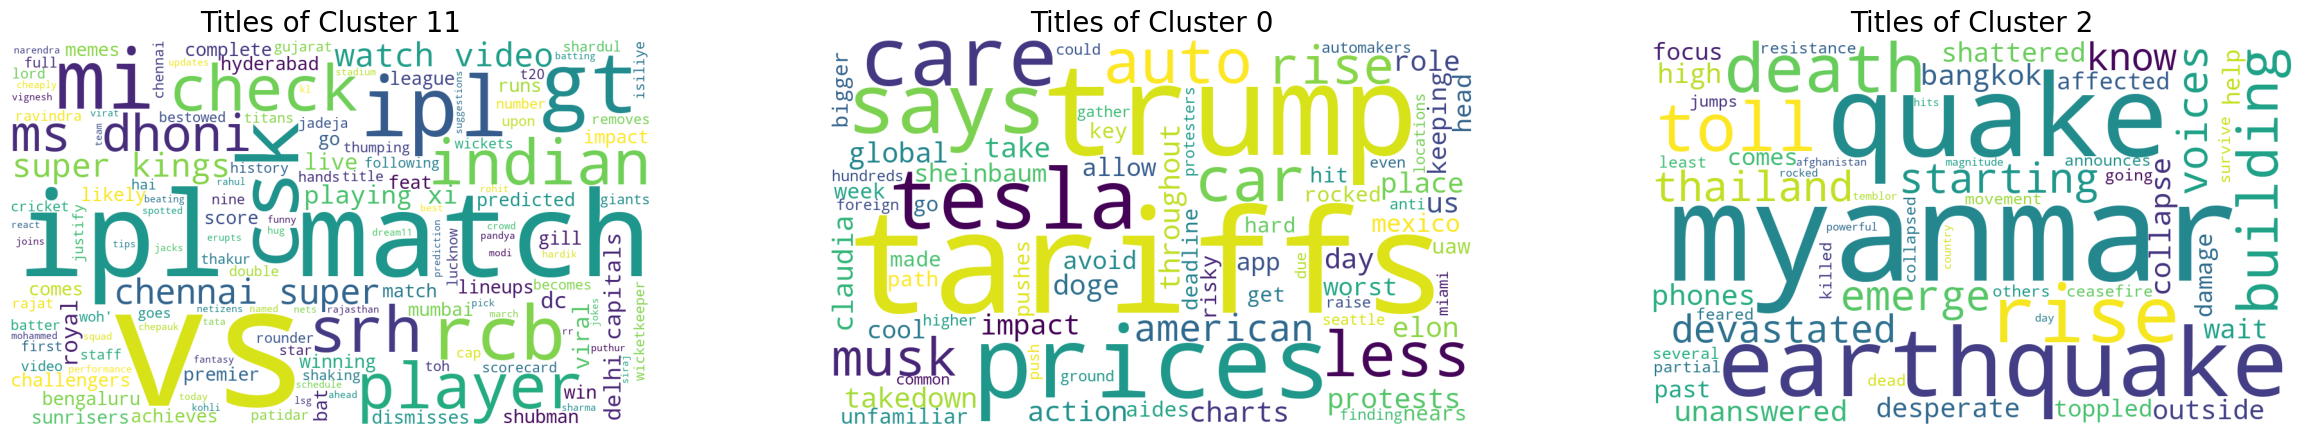 Titles of Cluster 11
narendra memes chennai complete gujarat watch video shardul
full updates hyderabad stadium batting
lord mi check league ipl t20 gt isiliye
cheaply kl runs suggestions
vignesh virat bestowed titans number
ravindra team jadeja upon removes
ms dhoni csk go wickets impact
thumping
super kings history live following indian
hands title
likely hai rahul playing xi feat
cricket nine beating spotted score rohit predicted giants
react ipl funny match best
joins justify tips jacks erupts hug dream11 crowd gill
thakur lucknow prediction pandya modi hardik
comes double lineups becomes delhi capitals
rajat chennai super match dc
royal woh' goes netizens named nets mumbai pick jokes
batter chepauk tata rajasthan march rr
mohammed squad vs srh rcb viral wicketkeeper
first staff rounder cap
video fantasy star winning toh scorecard puthur siraj
challengers performance premier shaking player win
bengaluru today schedule bat lsg ahead sharma
sunrisers achieves kohli patidar dismisses shubman
Titles of Cluster 0
bigger care could auto rise automakers role
says trump keeping head
gather key protesters locations
global take
hundreds sheinbaum allow throughout hit even
week rocked place
foreign go tesla car anti us
claudia hard mexico
made tariffs uaw
path pushes avoid deadline risky app day due
doge get worst miami
raise
cool higher impact american seattle elon
musk push prices less
common ground
takedown protests
unfamiliar action aides charts finding nears
Titles of Cluster 2
focus resistance shattered know voices
high death bangkok affected building
toll jumps quake hits survive help
least comes afghanistan magnitude announces
rocked going
thailand temblor starting collapse
movement
myanmar
powerful
killed collapsed country damage
phones emerge others ceasefire
feared day rise
devastated wait
several earthquake
partial dead
past
unanswered desperate toppled outside